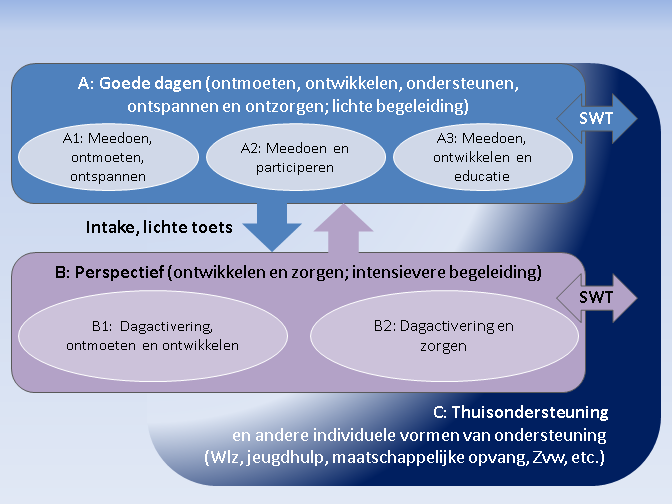 A: Goede dagen (ontmoeten, ontwikkelen, ondersteunen,
ontspannen en ontzorgen; lichte begeleiding)
SWT
A1: Meedoen,
ontmoeten,
ontspannen
A2: Meedoen en
participeren
A3: Meedoen,
ontwikkelen en
educatie
Intake, lichte toets
B: Perspectief (ontwikkelen en zorgen; intensievere begeleiding)
SWT
B1: Dagactivering,
ontmoeten en ontwikkelen
B2: Dagactivering en
zorgen
C: Thuisondersteuning
en andere individuele vormen van ondersteuning
(Wlz, jeugdhulp, maatschappelijke opvang, Zvw, etc.)